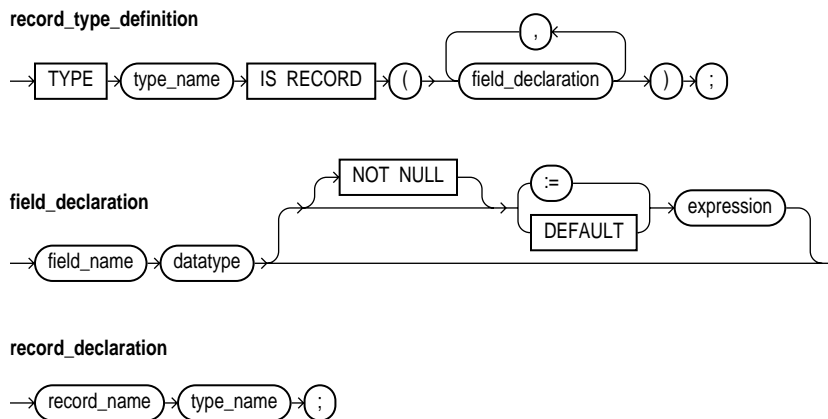 record_type_definition
,
TYPE type_name IS RECORD ( field_declaration ) ;
NOT NULL :=
field_declaration expression
DEFAULT
field_name datatype
record_declaration
record_name type_name ;